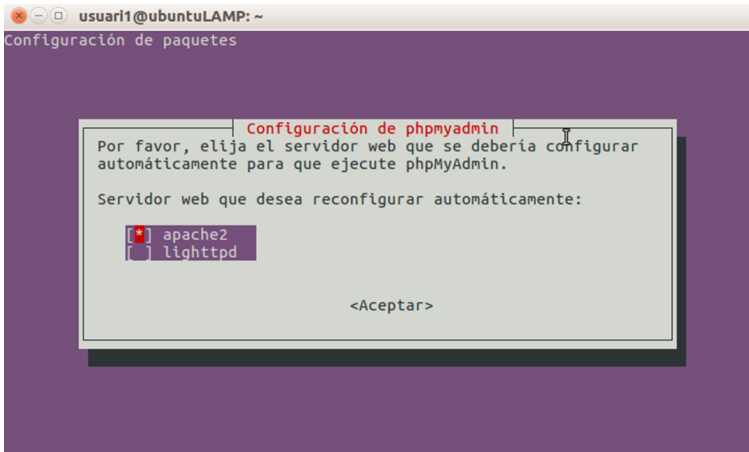 usuari1@ubuntuLAMP: ~
Configuración de paquetes
Configuración de phpmyadmin
Por favor, elija el servidor web que se debería configurar
automáticamente para que ejecute phpMyAdmin.
Servidor web que desea reconfigurar automáticamente:
[*] apache2
[ ] lighttpd
<Aceptar>